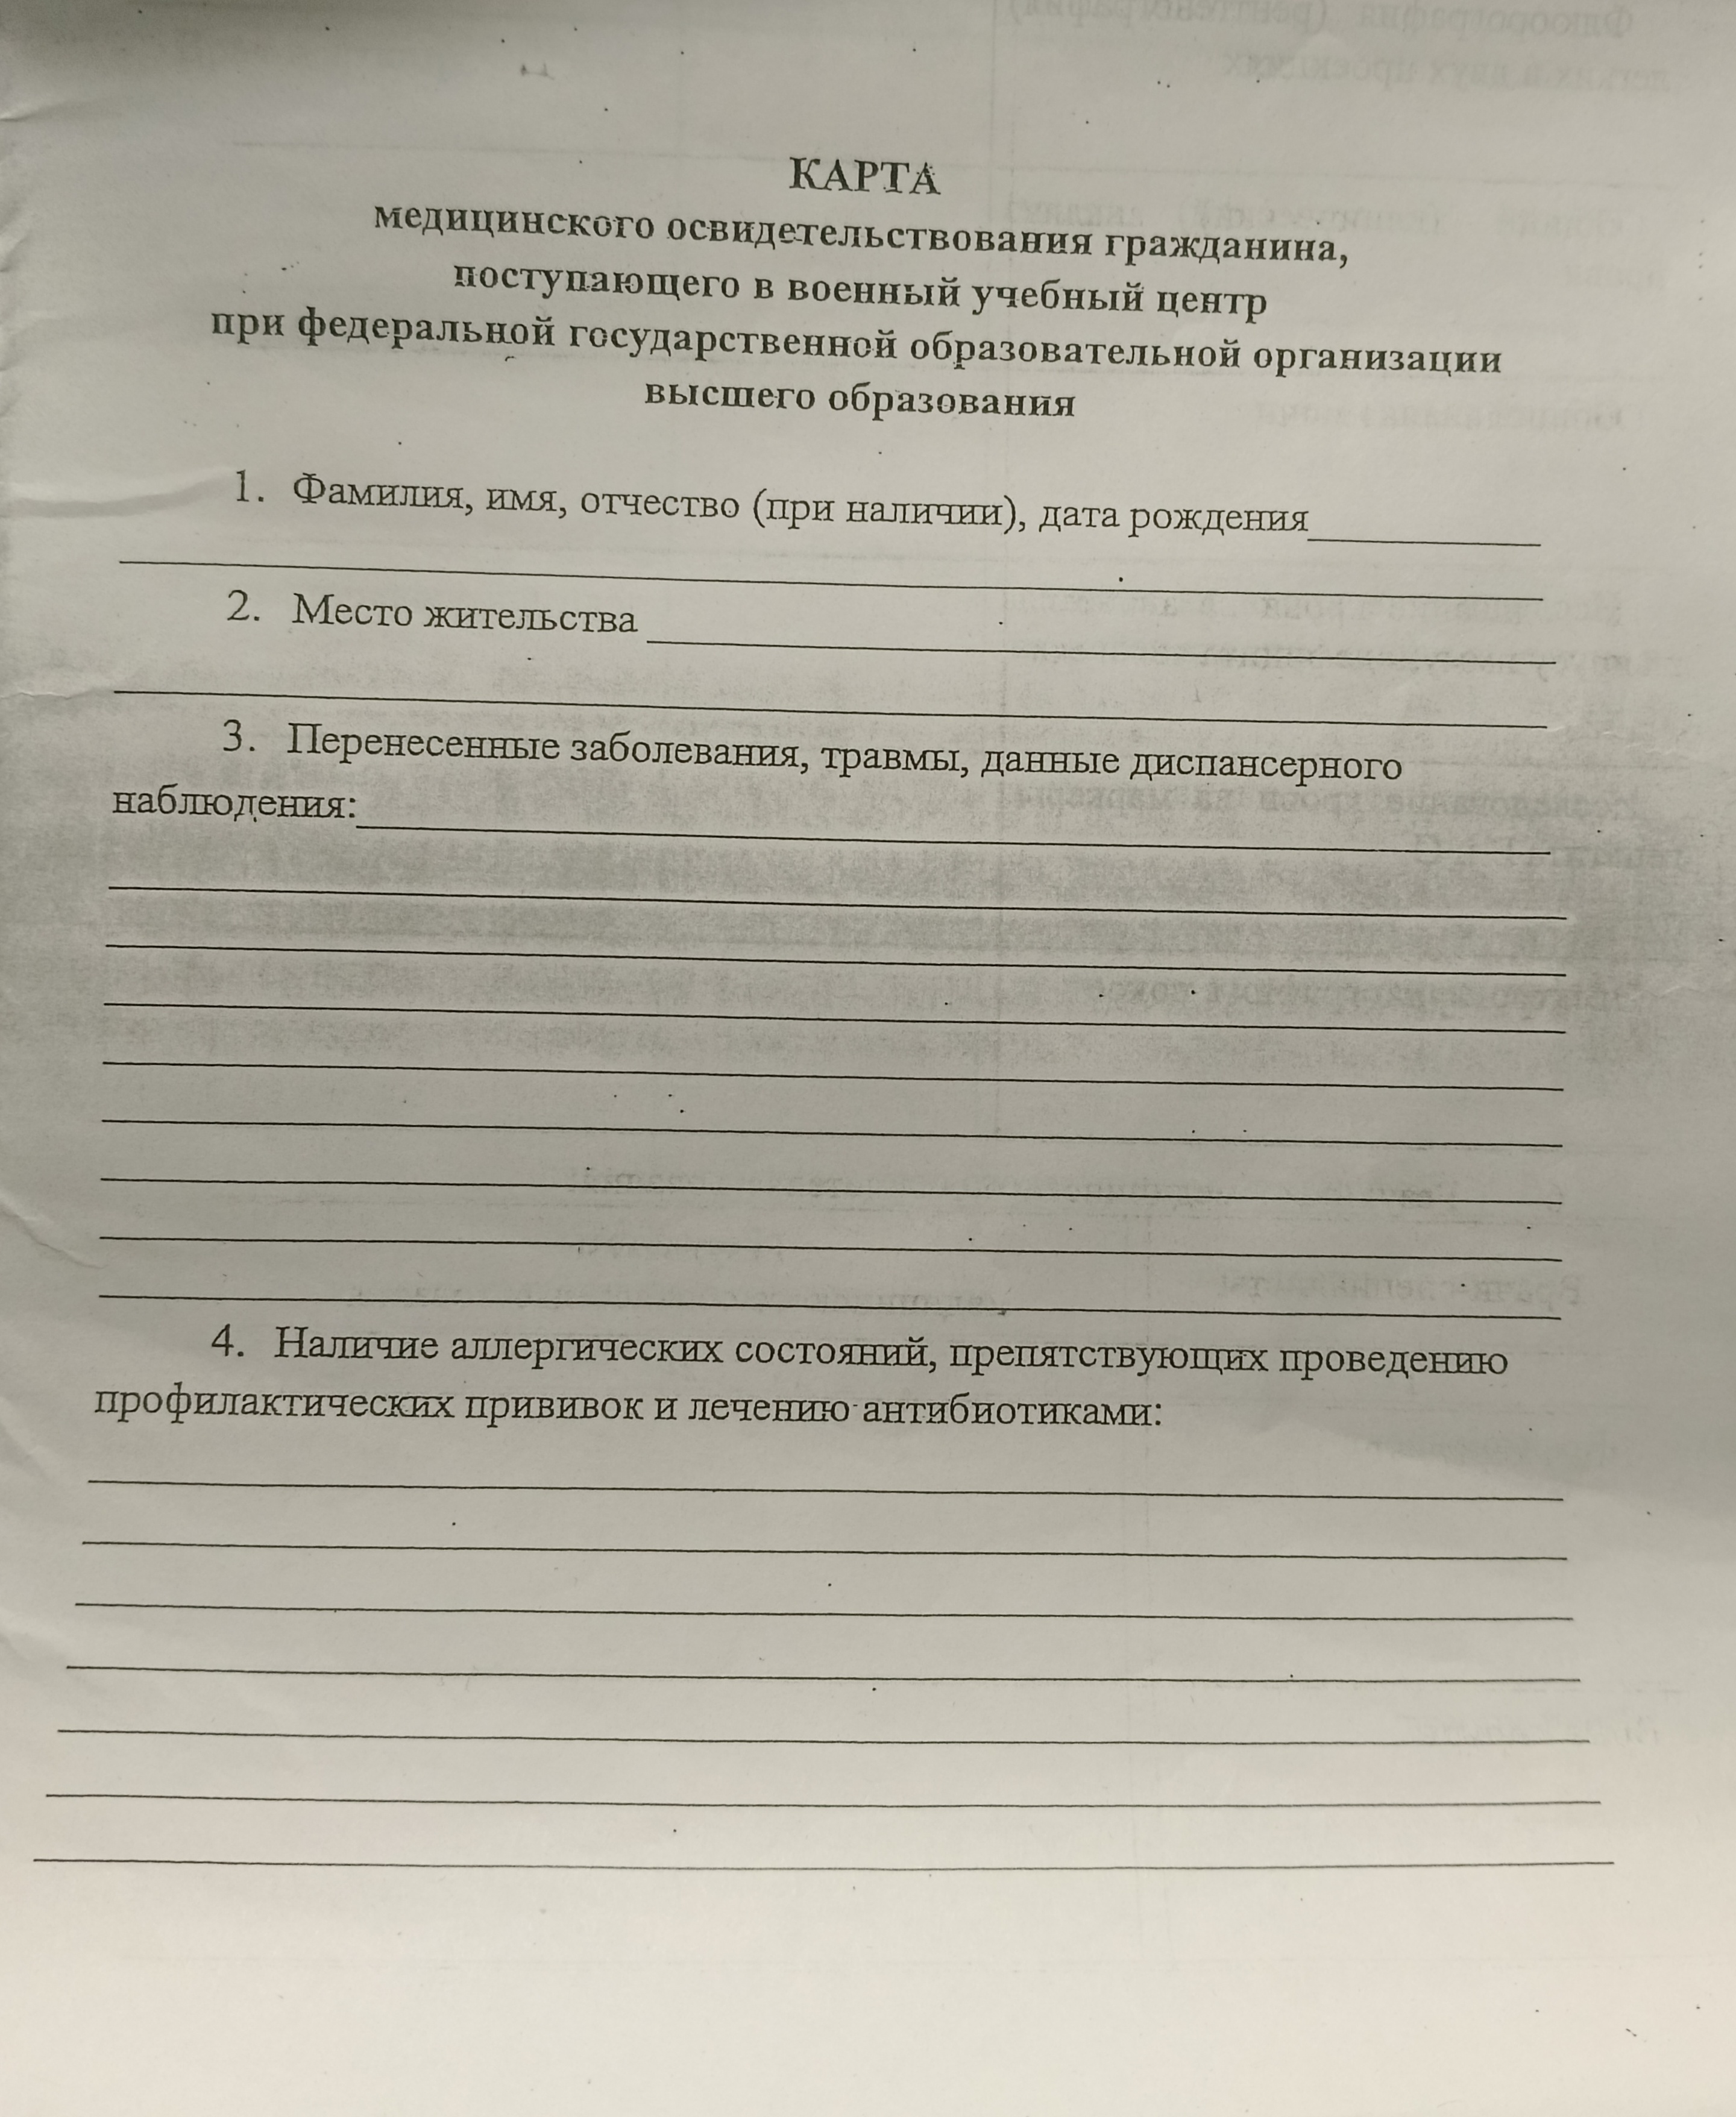 КАРТА
медицинского освидетельствования гражданина,
поступающего в военный учебный центр
при федеральной государственной образовательной организации
высшего образования
1. Фамилия, имя, отчество (при наличии), дата рождения
2. Место жительства
3. Перенесенные заболевания, травмы, данные диспансерного
наблюдения:
4. Наличие аллергических состояний, препятствующих проведению
профилактических прививок и лечению антибиотиками: